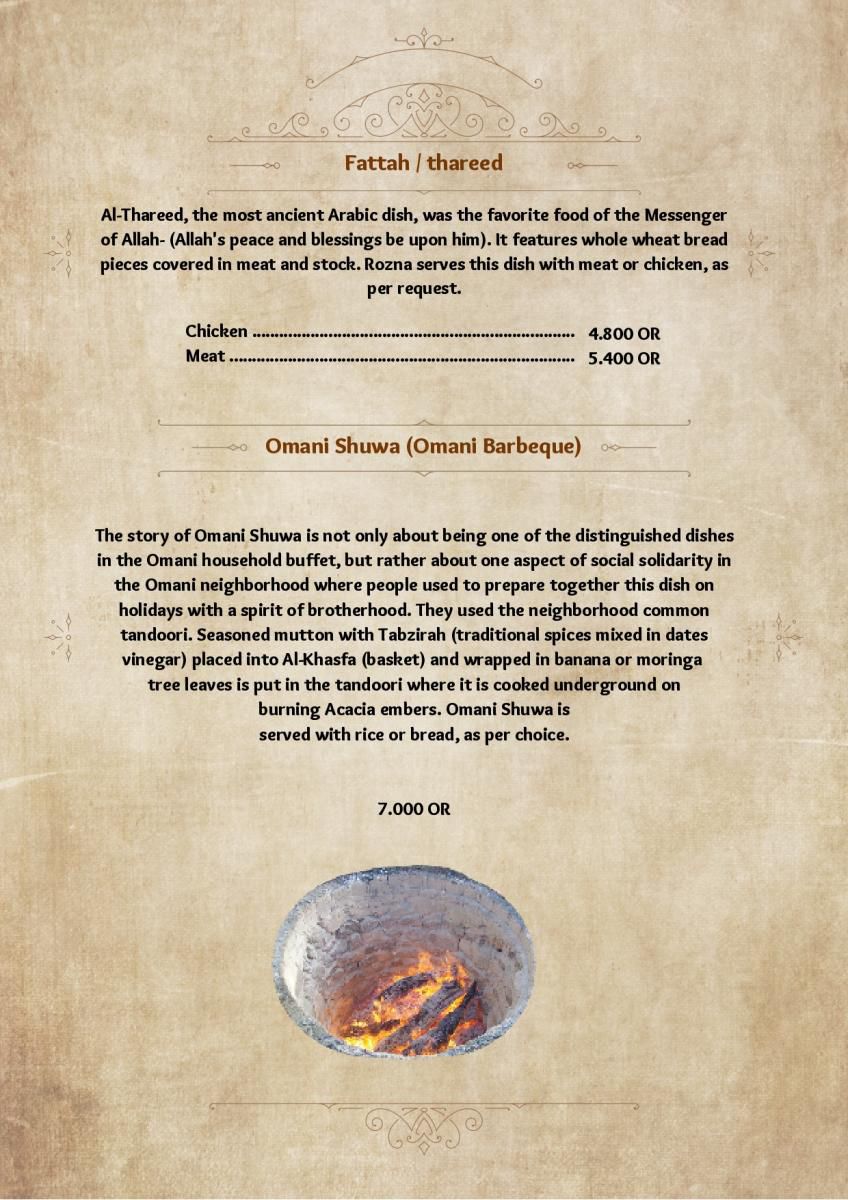 Fattah / thareed
Al-Thareed, the most ancient Arabic dish, was the favorite food of the Messenger
of Allah- (Allah's peace and blessings be upon him). It features whole wheat bread
pieces covered in meat and stock. Rozna serves this dish with meat or chicken, as
per request.
Chicken ........................................................................ 4.800 OR
Meat ............................................................................. 5.400 OR
Omani Shuwa (Omani Barbeque)
The story of Omani Shuwa is not only about being one of the distinguished dishes
in the Omani household buffet, but rather about one aspect of social solidarity in
the Omani neighborhood where people used to prepare together this dish on
holidays with a spirit of brotherhood. They used the neighborhood common
tandoori. Seasoned mutton with Tabzirah (traditional spices mixed in dates
vinegar) placed into Al-Khasfa (basket) and wrapped in banana or moringa
tree leaves is put in the tandoori where it is cooked underground on
burning Acacia embers. Omani Shuwa is
served with rice or bread, as per choice.
7.000 OR